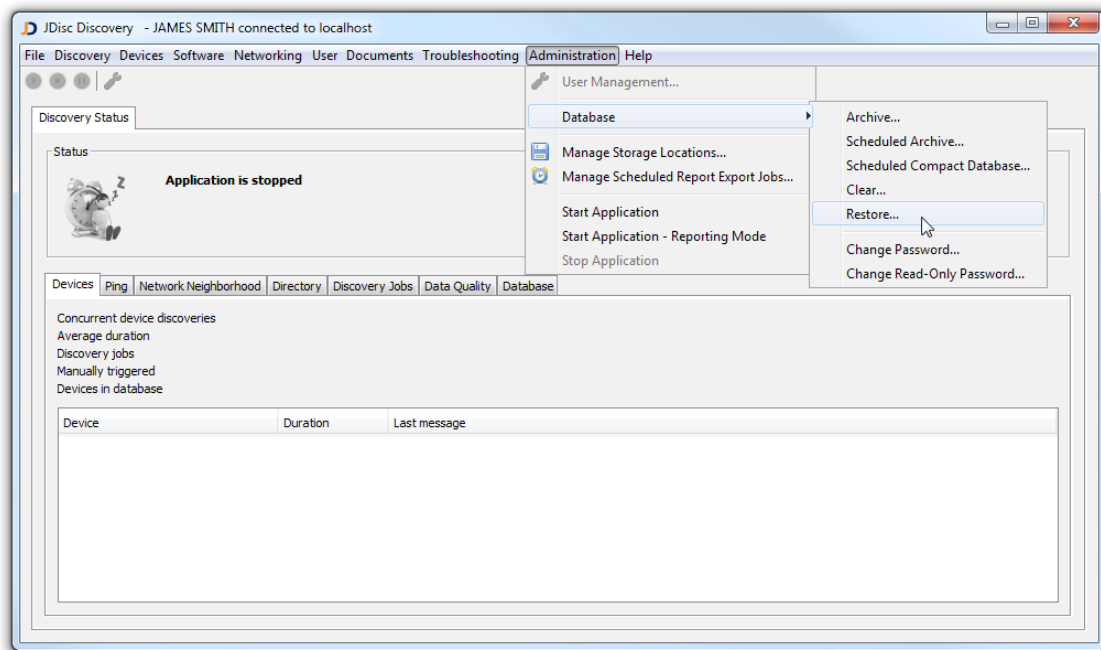 JDisc Discovery - JAMES SMITH connected to localhost
File Discovery Devices Software Networking User Documents Troubleshooting Administration Help
User Management...
Database
Manage Storage Locations...
Manage Scheduled Report Export Jobs...
Start Application
Start Application - Reporting Mode
Stop Application
Archive...
Scheduled Archive...
Scheduled Compact Database...
Clear...
Restore...
Change Password...
Change Read-Only Password...
Discovery Status
Status
Application is stopped
Devices Ping Network Neighborhood Directory Discovery Jobs Data Quality Database
Concurrent device discoveries
Average duration
Discovery jobs
Manually triggered
Devices in database
Device Duration Last message